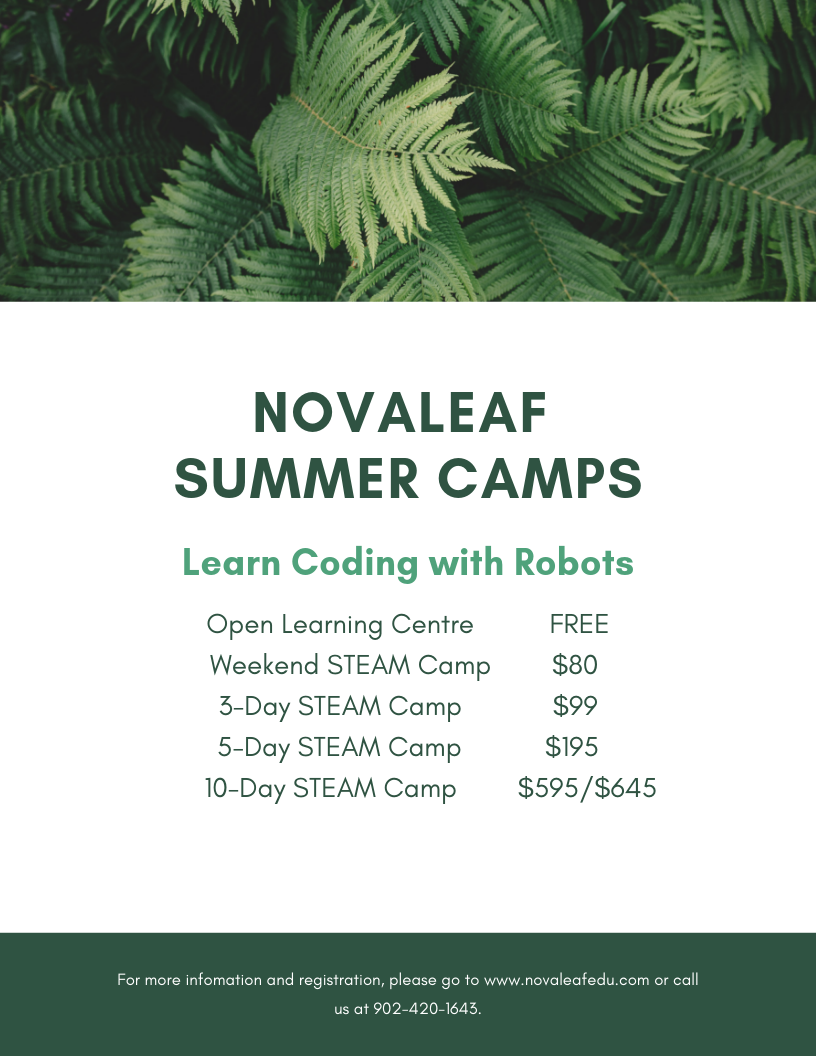 NOVALEAF
SUMMER CAMPS
Learn Coding with Robots
Open Learning Centre FREE
Weekend STEAM Camp $80
3-Day STEAM Camp $99
5-Day STEAM Camp $195
10-Day STEAM Camp $595/$645
For more infomation and registration, please go to www.novaleafedu.com or call
us at 902-420-1643.